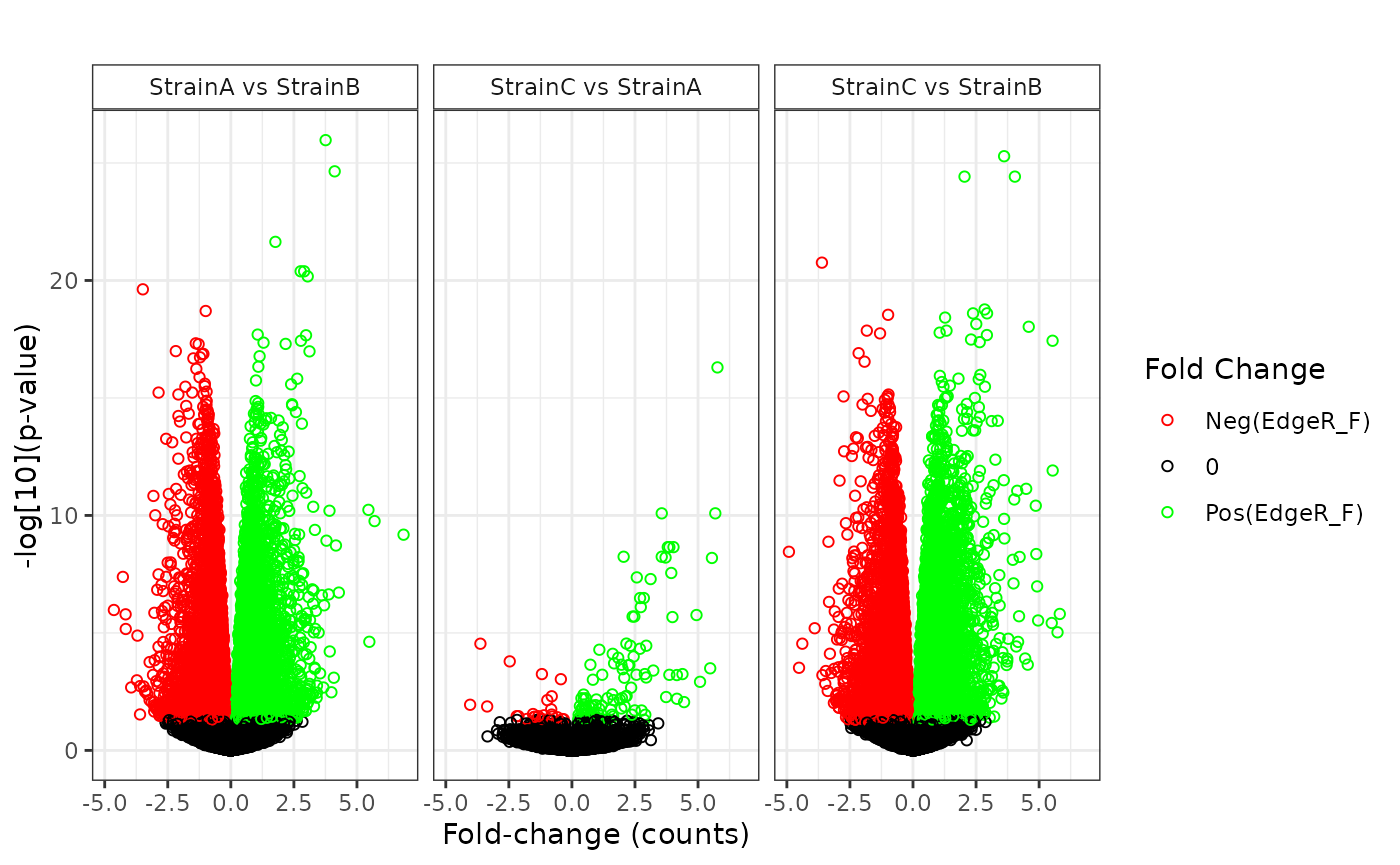 StrainA vs StrainB
StrainC vs StrainA
StrainC vs StrainB
-log[10](p-value)
20
10
0
-5.0 -2.5 0.0 2.5 5.0
-5.0 -2.5 0.0 2.5 5.0
-5.0 -2.5 0.0 2.5 5.0
Fold-change (counts)
Fold Change
Neg(EdgeR_F)
0
Pos(EdgeR_F)